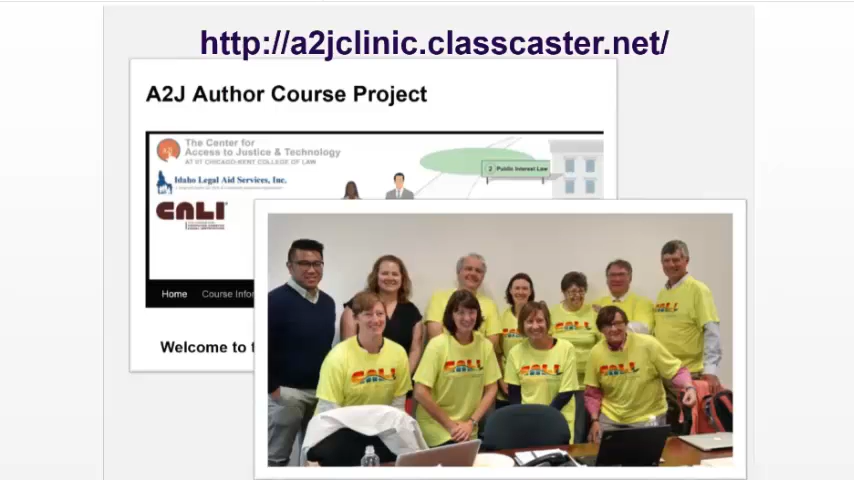 http://a2jclinic.classcaster.net/
A2J Author Course Project
The Center for
Access to Justice & Technology
AT IIT CHICAGO-KENT COLLEGE OF LAW
2 Public Interest Law
Idaho Legal Aid Services, Inc.
CALI
Home Course Infor
Welcome to t
CALI
CALI
CALI
CALI
CALI